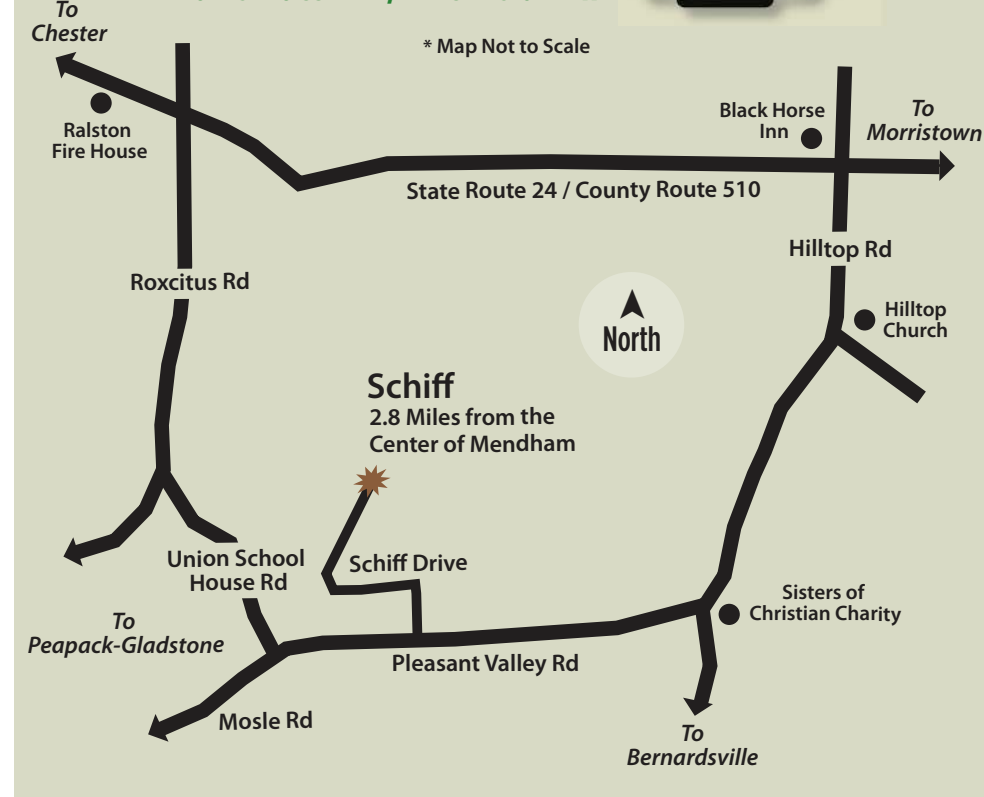 To
Chester
* Map Not to Scale
Ralston
Fire House
Black Horse
Inn
To
Morristown
State Route 24 / County Route 510
Hilltop Rd
Roxcitus Rd
Hilltop
Church
North
Schiff
2.8 Miles from the
Center of Mendham
Union School
House Rd
Schiff Drive
Sisters of
Christian Charity
To
Peapack-Gladstone
Pleasant Valley Rd
Mosle Rd
To
Bernardsville